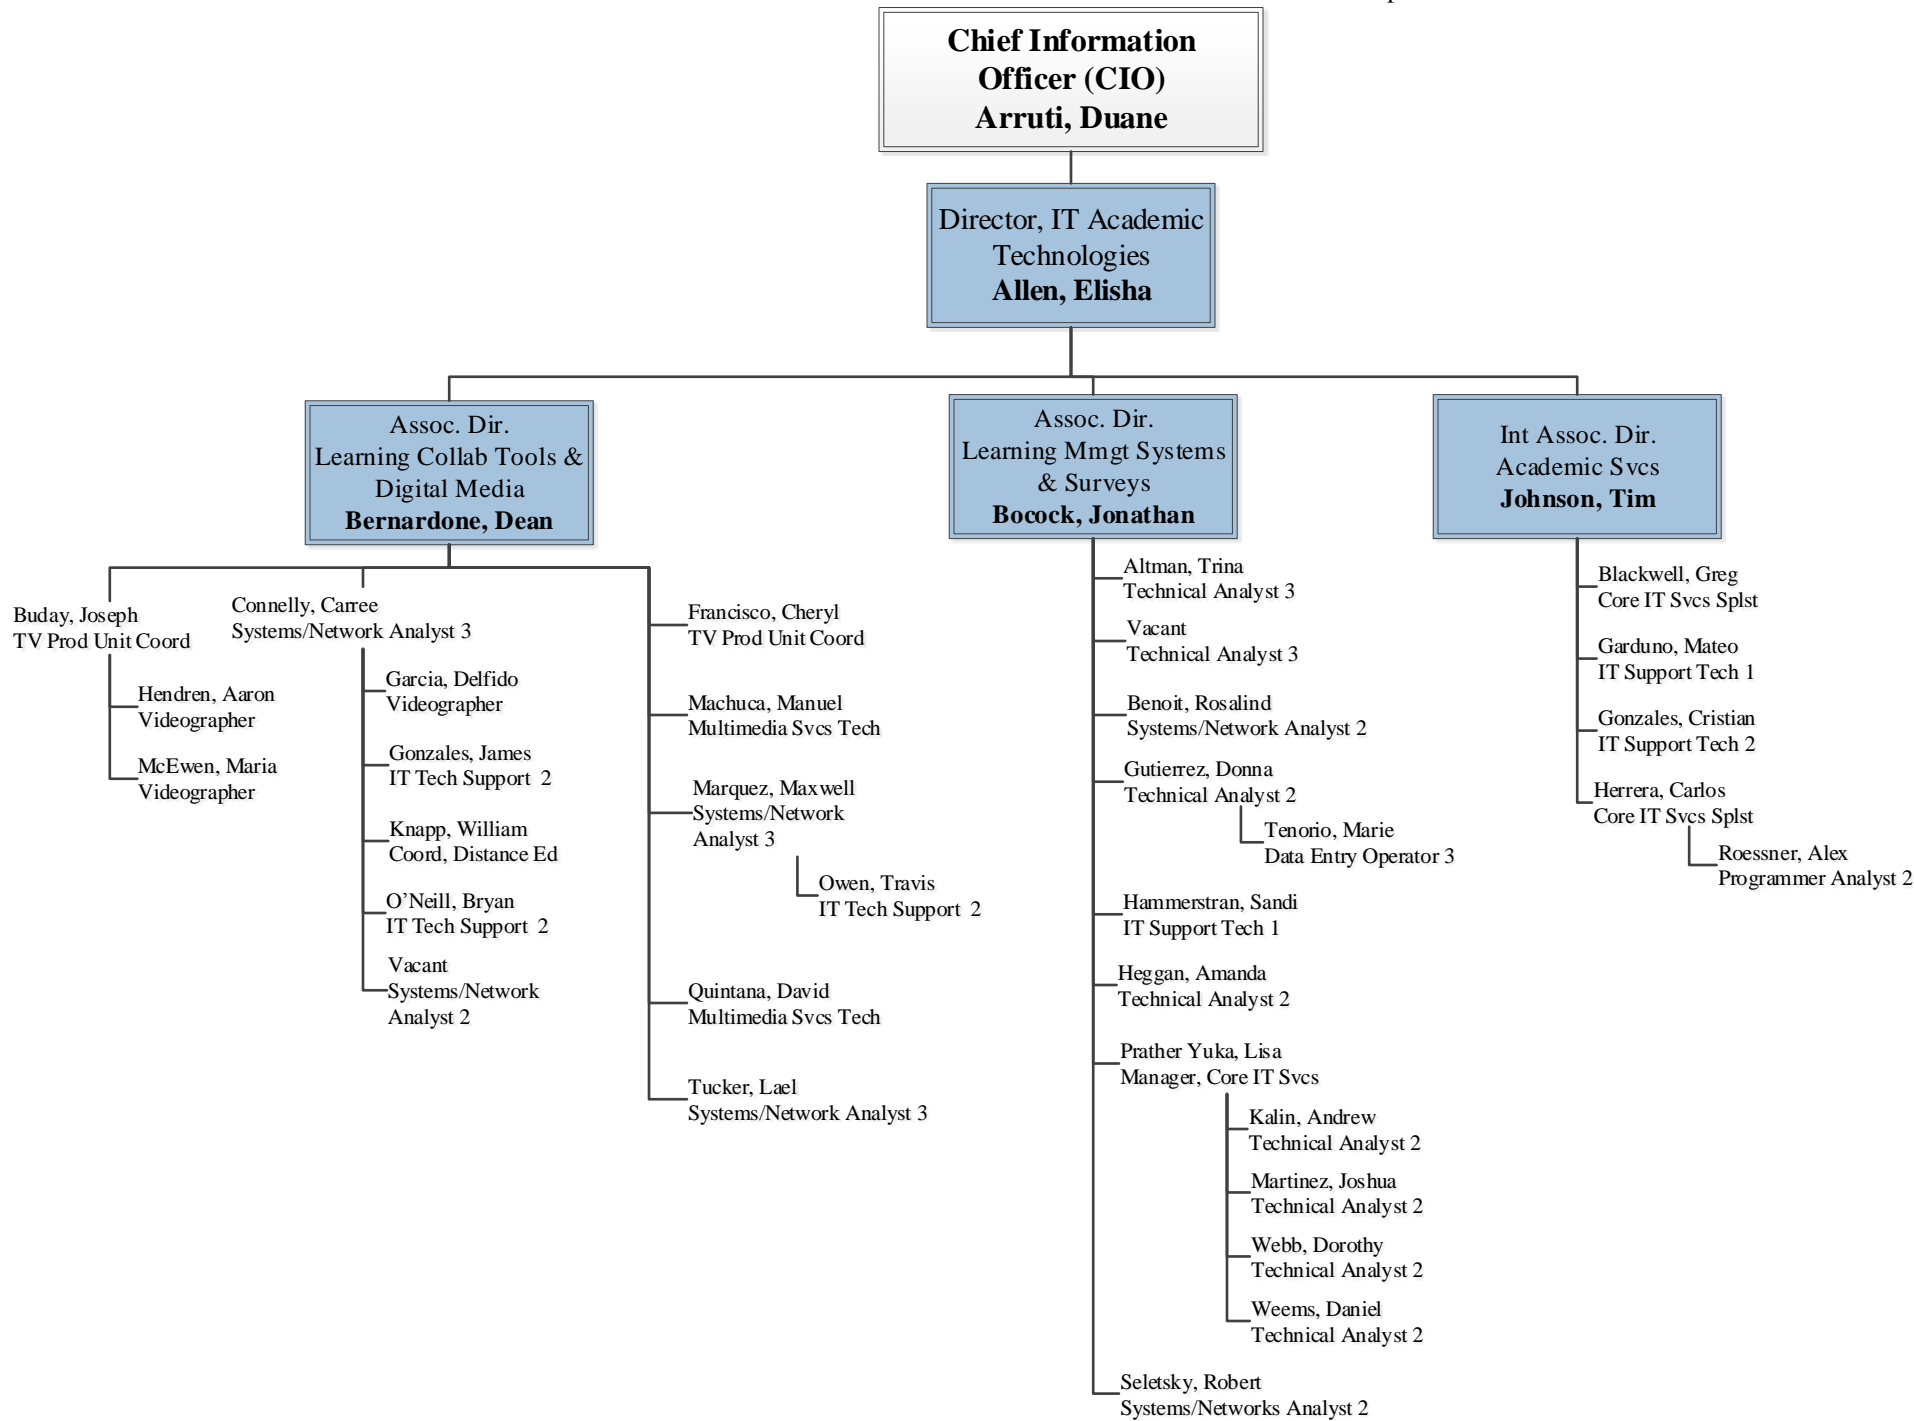 Chief Information
Officer (CIO)
Arruti, Duane
Director, IT Academic
Technologies
Allen, Elisha
Assoc. Dir.
Learning Collab Tools &
Digital Media
Bernardone, Dean
Buday, Joseph
TV Prod Unit Coord
Hendren, Aaron
Videographer
McEwen, Maria
Videographer
Connelly, Carree
Systems/Network Analyst 3
Garcia, Delfido
Videographer
Gonzales, James
IT Tech Support  2
Knapp, William
Coord, Distance Ed
O’Neill, Bryan
IT Tech Support  2
Vacant
Systems/Network
Analyst 2
Francisco, Cheryl
TV Prod Unit Coord
Machuca, Manuel
Multimedia Svcs Tech
Marquez, Maxwell
Systems/Network
Analyst 3
Owen, Travis
IT Tech Support  2
Quintana, David
Multimedia Svcs Tech
Tucker, Lael
Systems/Network Analyst 3
Assoc. Dir.
Learning Mmgt Systems
& Surveys
Bocock, Jonathan
Altman, Trina
Technical Analyst 3
Vacant
Technical Analyst 3
Benoit, Rosalind
Systems/Network Analyst 2
Gutierrez, Donna
Technical Analyst 2
Tenorio, Marie
Data Entry Operator 3
Hammerstran, Sandi
IT Support Tech 1
Heggan, Amanda
Technical Analyst 2
Prather Yuka, Lisa
Manager, Core IT Svcs
Kalin, Andrew
Technical Analyst 2
Martinez, Joshua
Technical Analyst 2
Webb, Dorothy
Technical Analyst 2
Weems, Daniel
Technical Analyst 2
Seletsky, Robert
Systems/Networks Analyst 2
Int Assoc. Dir.
Academic Svcs
Johnson, Tim
Blackwell, Greg
Core IT Svcs Splst
Garduno, Mateo
IT Support Tech 1
Gonzales, Cristian
IT Support Tech 2
Herrera, Carlos
Core IT Svcs Splst
Roessner, Alex
Programmer Analyst 2